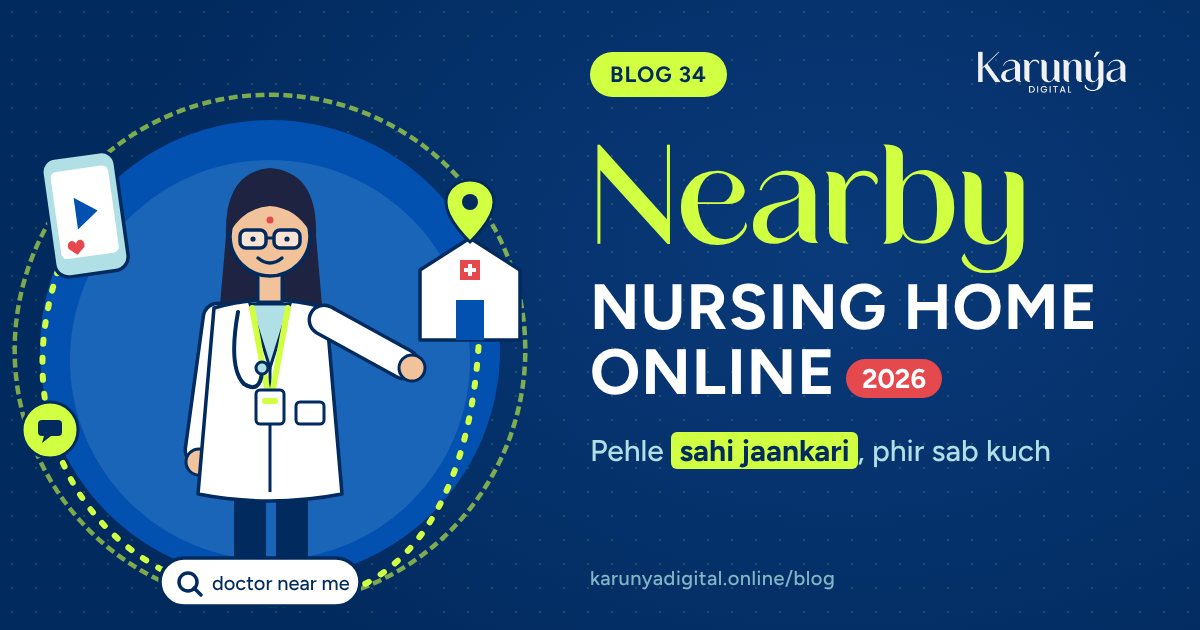 BLOG 34
Karunýa
DIGITAL
Nearby
NURSING HOME
ONLINE 2026
Pehle sahi jaankari, phir sab kuch
doctor near me
karunyadigital.online/blog